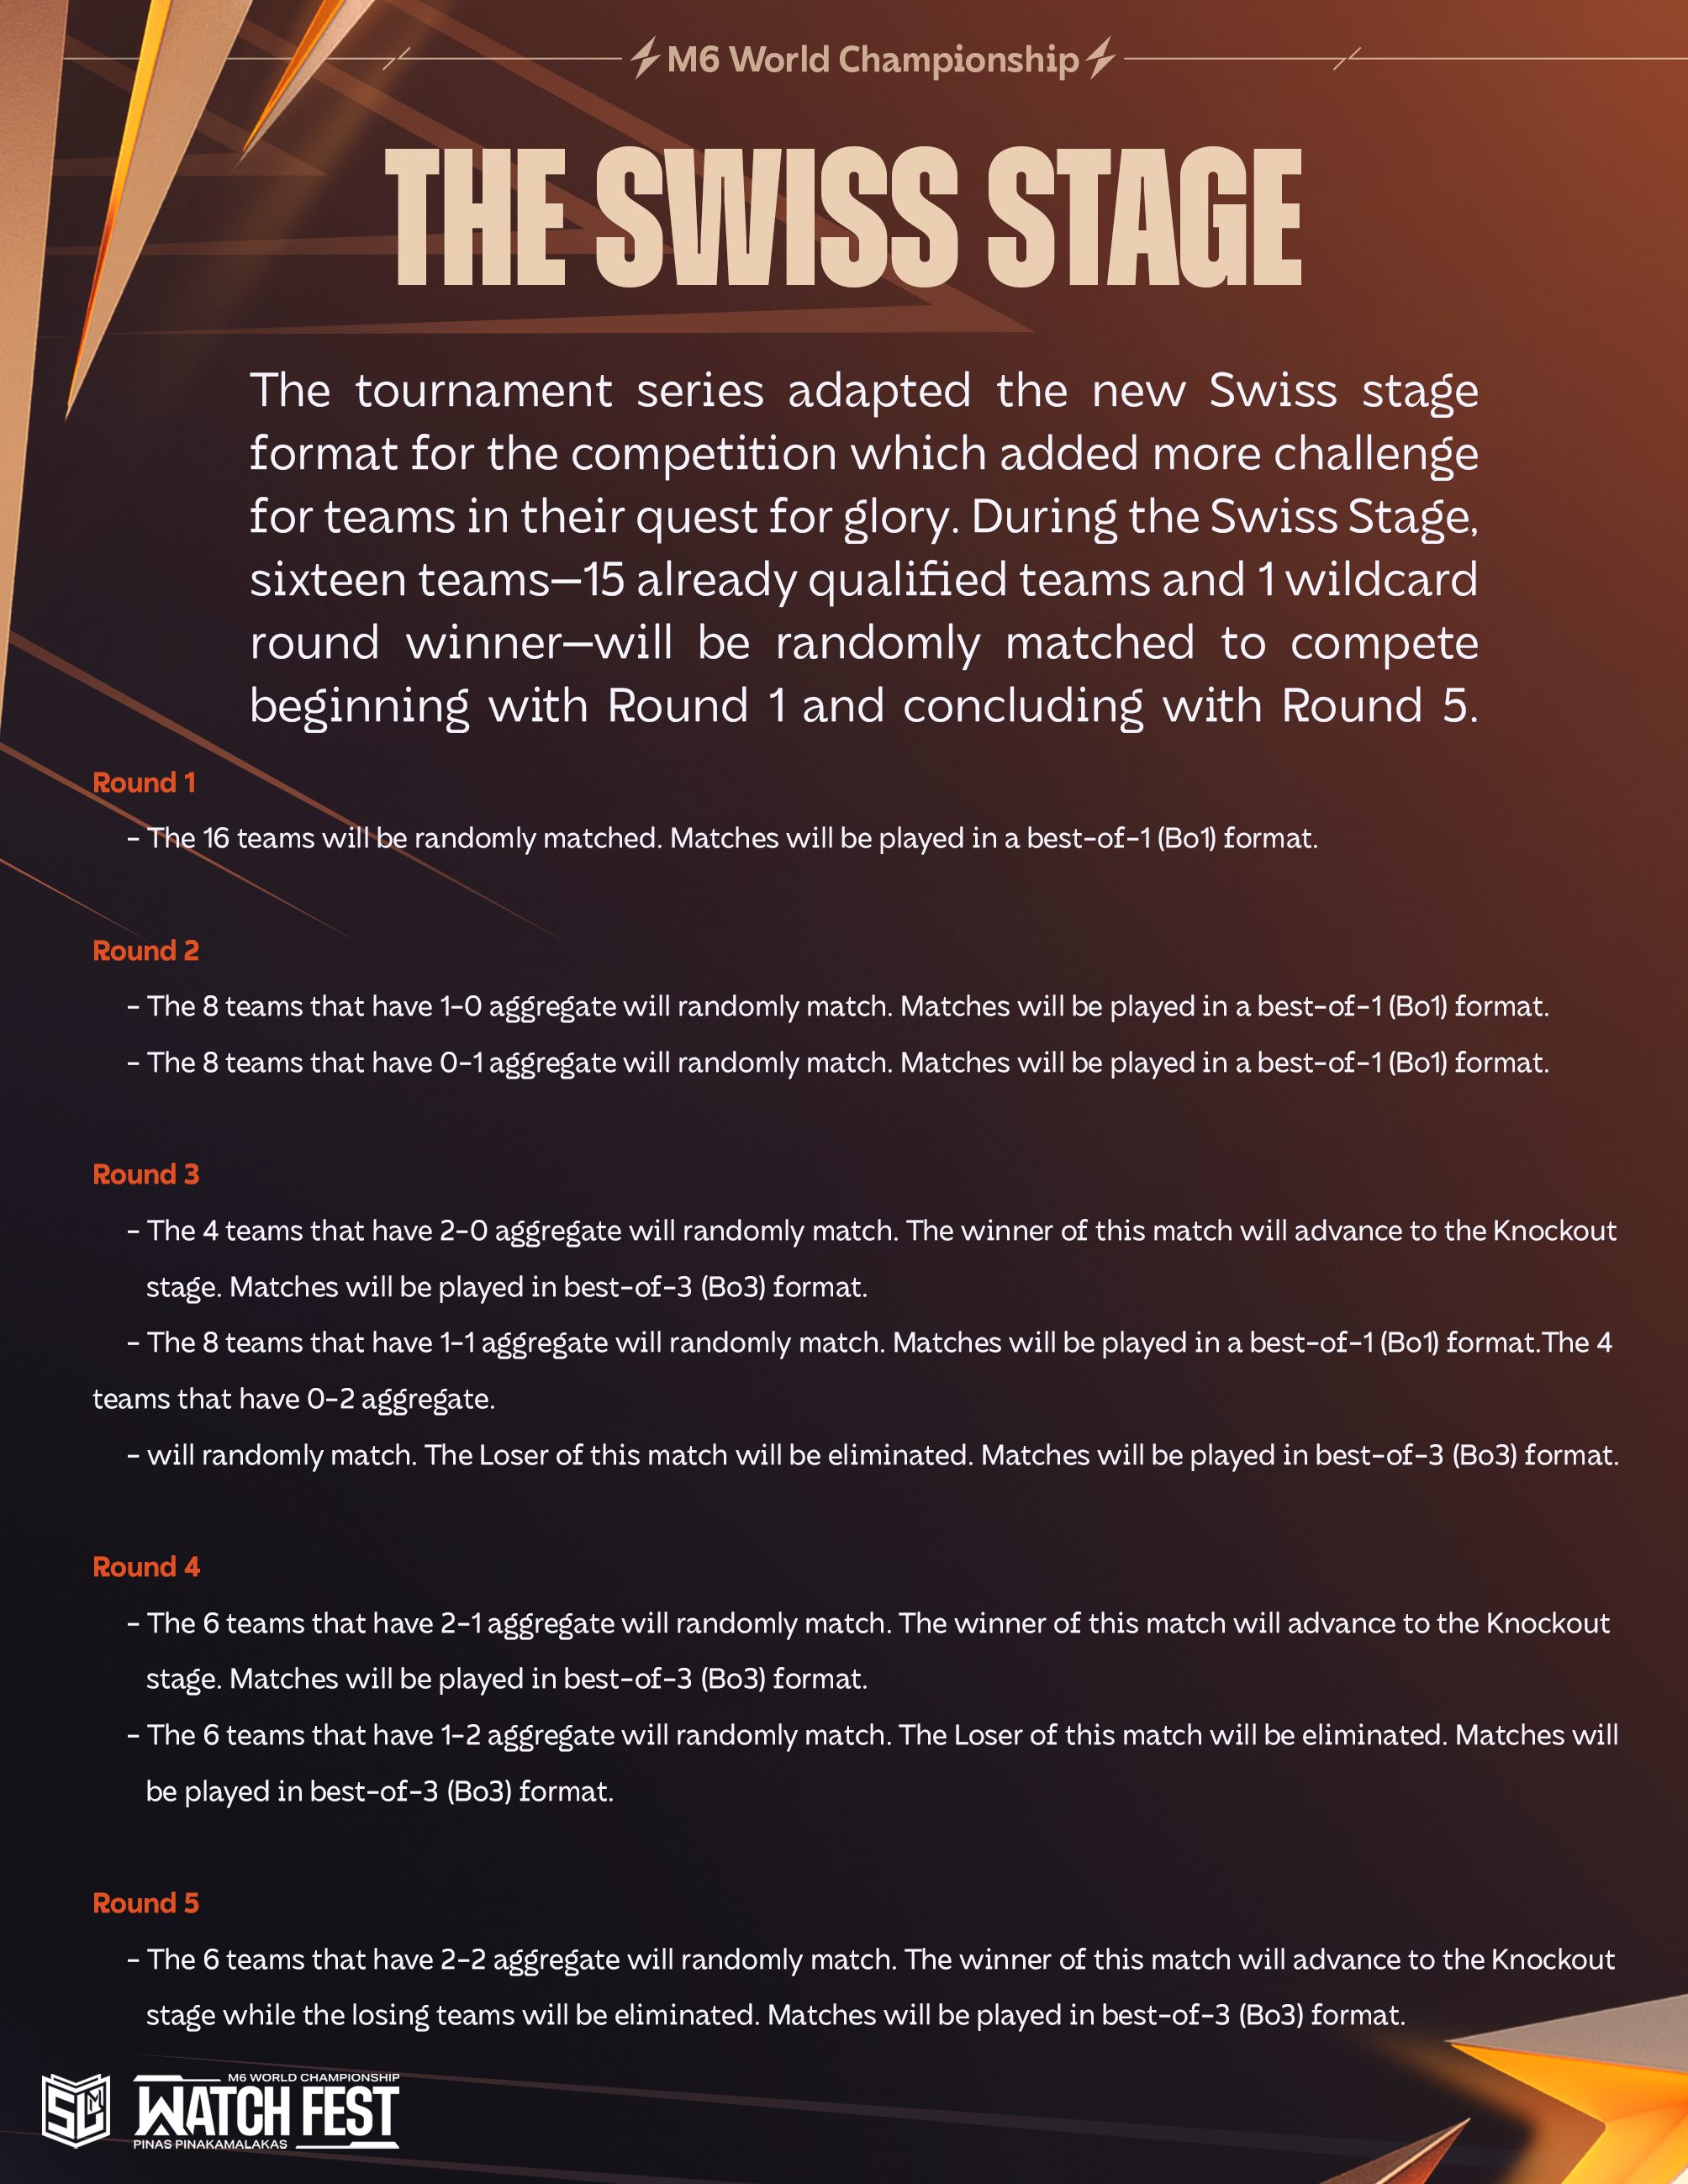 M6 World Championship
THE SWISS STAGE
The tournament series adapted the new Swiss stage
format for the competition which added more challenge
for teams in their quest for glory. During the Swiss Stage,
sixteen teams—15 already qualified teams and 1 wildcard
round winner—will be randomly matched to compete
beginning with Round 1 and concluding with Round 5.
Round 1
- The 16 teams will be randomly matched. Matches will be played in a best-of-1 (Bo1) format.
Round 2
- The 8 teams that have 1-0 aggregate will randomly match. Matches will be played in a best-of-1 (Bo1) format.
- The 8 teams that have 0-1 aggregate will randomly match. Matches will be played in a best-of-1 (Bo1) format.
Round 3
- The 4 teams that have 2-0 aggregate will randomly match. The winner of this match will advance to the Knockout
stage. Matches will be played in best-of-3 (Bo3) format.
- The 8 teams that have 1-1 aggregate will randomly match. Matches will be played in a best-of-1 (Bo1) format.The 4
teams that have 0-2 aggregate.
- will randomly match. The Loser of this match will be eliminated. Matches will be played in best-of-3 (Bo3) format.
Round 4
- The 6 teams that have 2-1 aggregate will randomly match. The winner of this match will advance to the Knockout
stage. Matches will be played in best-of-3 (Bo3) format.
- The 6 teams that have 1-2 aggregate will randomly match. The Loser of this match will be eliminated. Matches will
be played in best-of-3 (Bo3) format.
Round 5
- The 6 teams that have 2-2 aggregate will randomly match. The winner of this match will advance to the Knockout
stage while the losing teams will be eliminated. Matches will be played in best-of-3 (Bo3) format.
SLM
M6 WORLD CHAMPIONSHIP
WATCH FEST
PINAS PINAKAMALAKAS